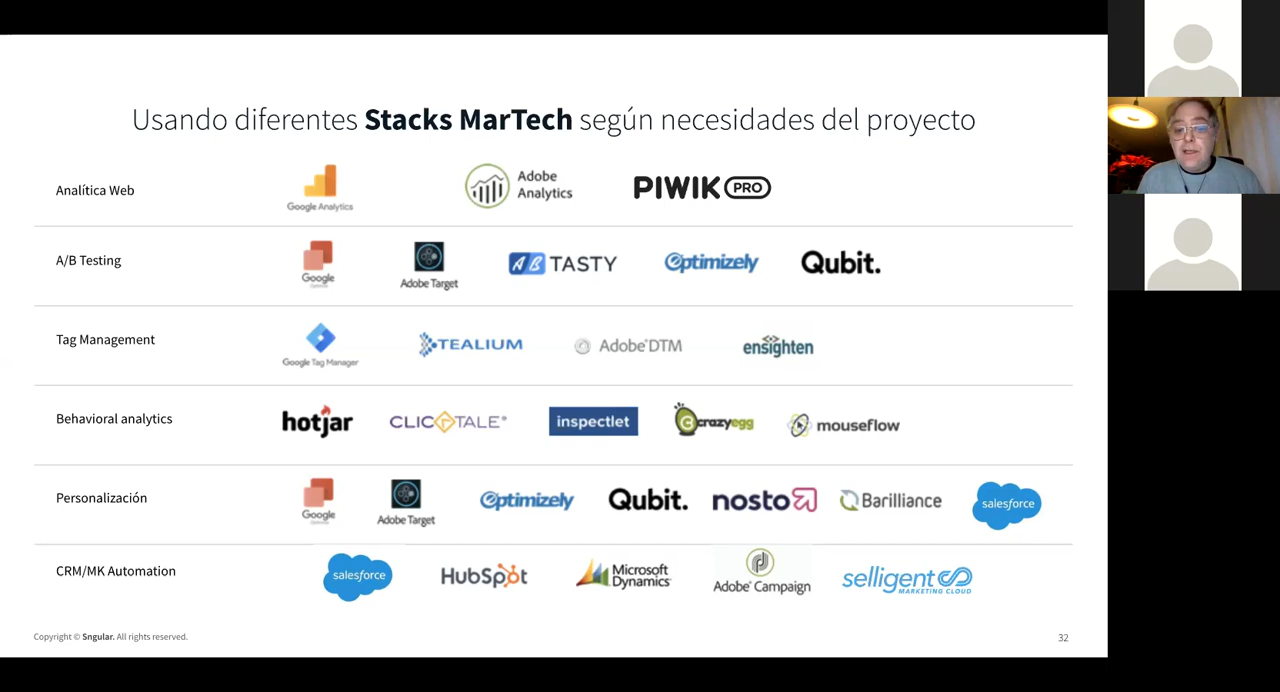 Usando diferentes Stacks MarTech según necesidades del proyecto
Analítica Web
Google Analytics
Adobe
Analytics
PIWIK PRO
A/B Testing
Google
Adobe Target
AB TASTY
Optimizely
Qubit.
Tag Management
Google Tag Manager
TEALIUM
Adobe® DTM
ensighten
Behavioral analytics
hotjar
CLICKTALE®
inspectlet
crazyegg
mouseflow
Personalización
Google
Adobe Target
Optimizely
Qubit.
nosto
Barilliance
salesforce
CRM/MK Automation
salesforce
HubSpot
Microsoft
Dynamics
Adobe® Campaign
selligent
MARKETING CLOUD
Copyright © Sngular. All rights reserved.
32